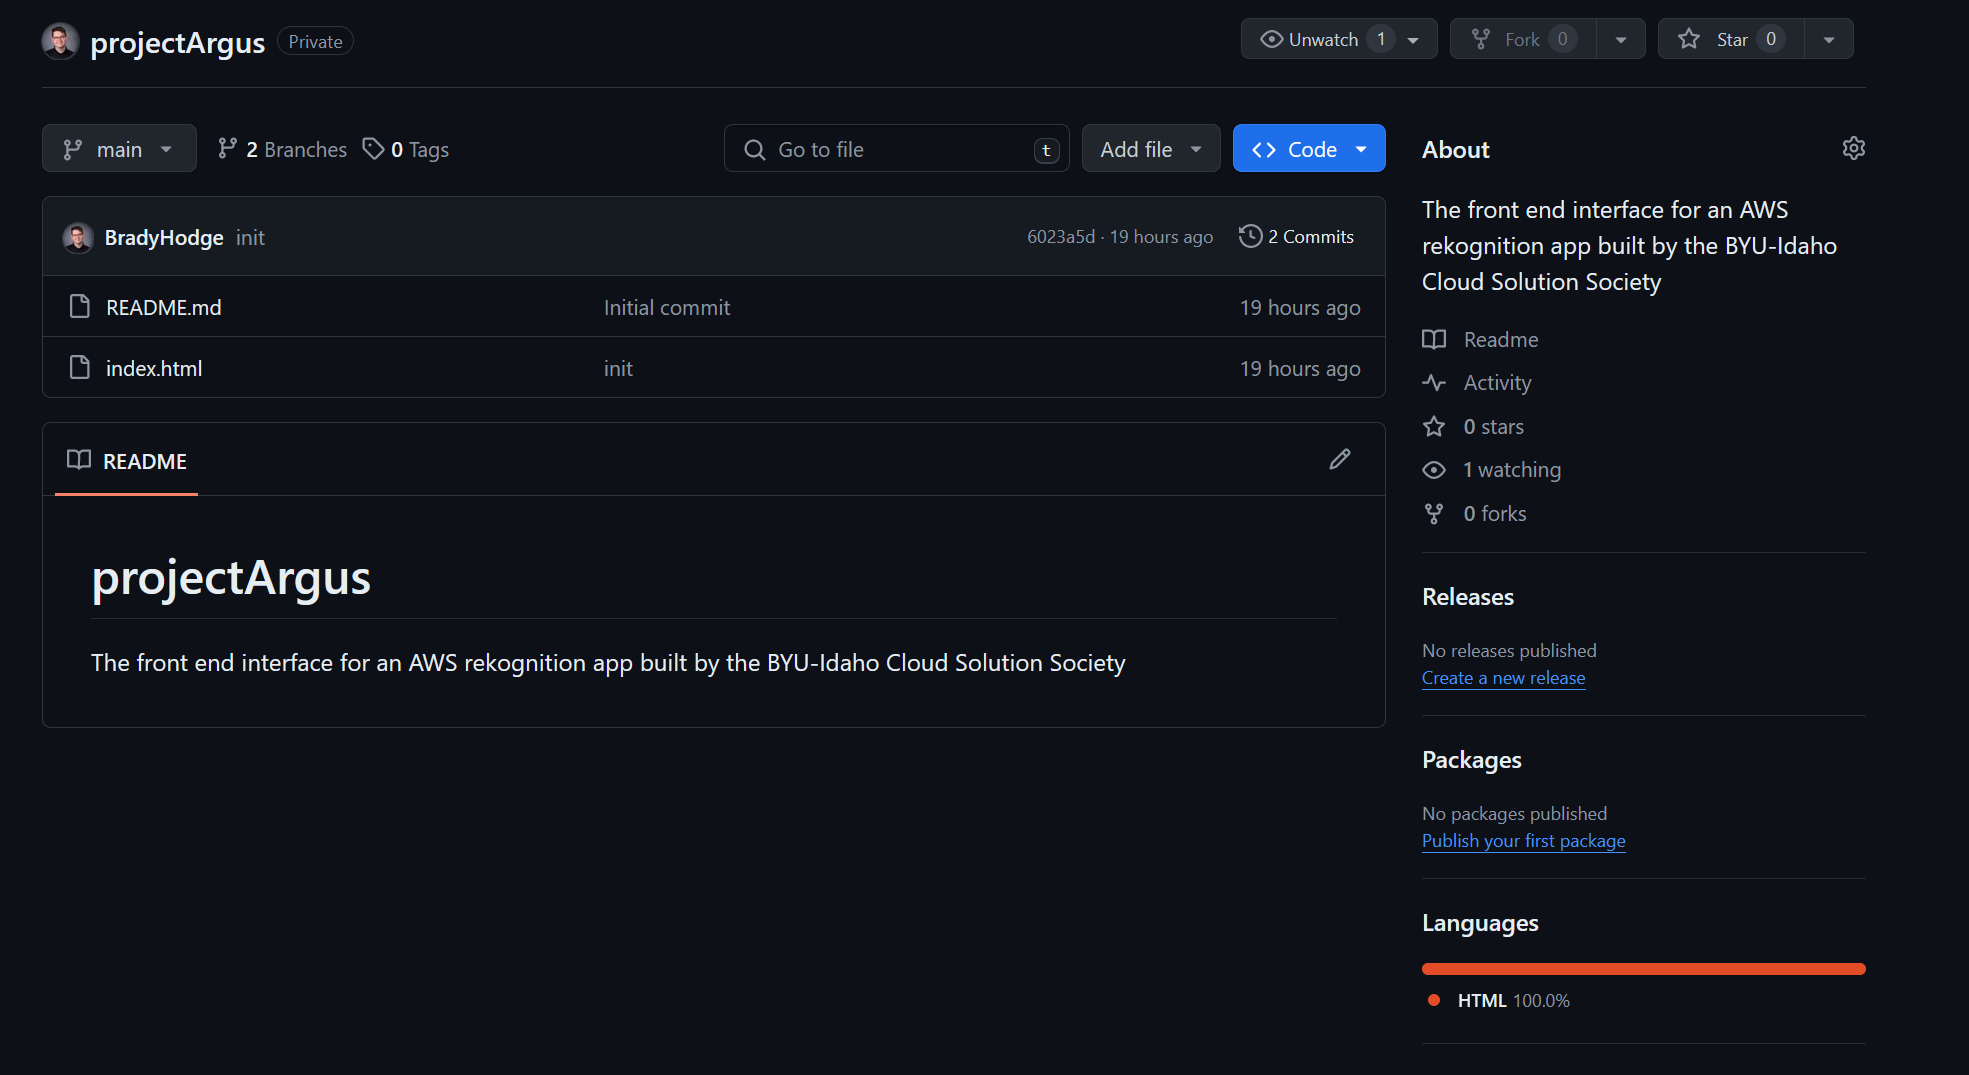 projectArgus Private Unwatch 1 Fork 0 Star 0
main 2 Branches 0 Tags Go to file t Add file Code
BradyHodge init 6023a5d · 19 hours ago 2 Commits
README.md Initial commit 19 hours ago
index.html init 19 hours ago
README
projectArgus
The front end interface for an AWS rekognition app built by the BYU-Idaho Cloud Solution Society
About
The front end interface for an AWS
rekognition app built by the BYU-Idaho
Cloud Solution Society
Readme
Activity
0 stars
1 watching
0 forks
Releases
No releases published
Create a new release
Packages
No packages published
Publish your first package
Languages
HTML 100.0%